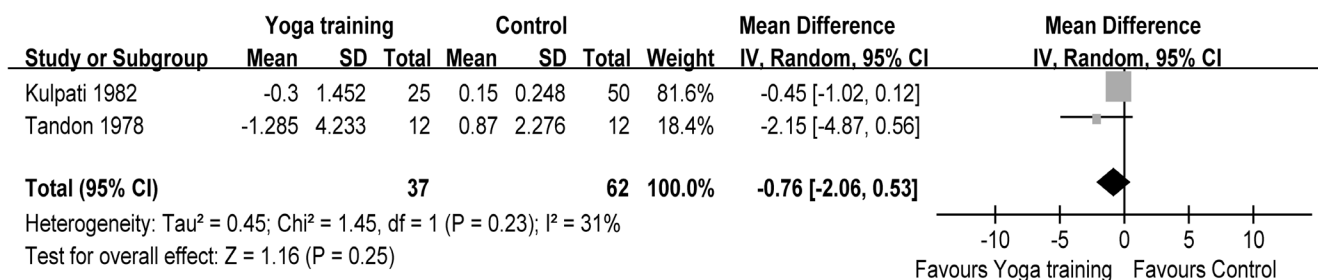 Yoga training Control Mean Difference Mean Difference
Study or Subgroup Mean SD Total Mean SD Total Weight IV, Random, 95% CI IV, Random, 95% CI
Kulpati 1982 -0.3 1.452 25 0.15 0.248 50 81.6% -0.45 [-1.02, 0.12]
Tandon 1978 -1.285 4.233 12 0.87 2.276 12 18.4% -2.15 [-4.87, 0.56]
Total (95% CI) 37 62 100.0% -0.76 [-2.06, 0.53]
Heterogeneity: Tau² = 0.45; Chi² = 1.45, df = 1 (P = 0.23); I² = 31%
Test for overall effect: Z = 1.16 (P = 0.25)
-10 -5 0 5 10
Favours Yoga training Favours Control